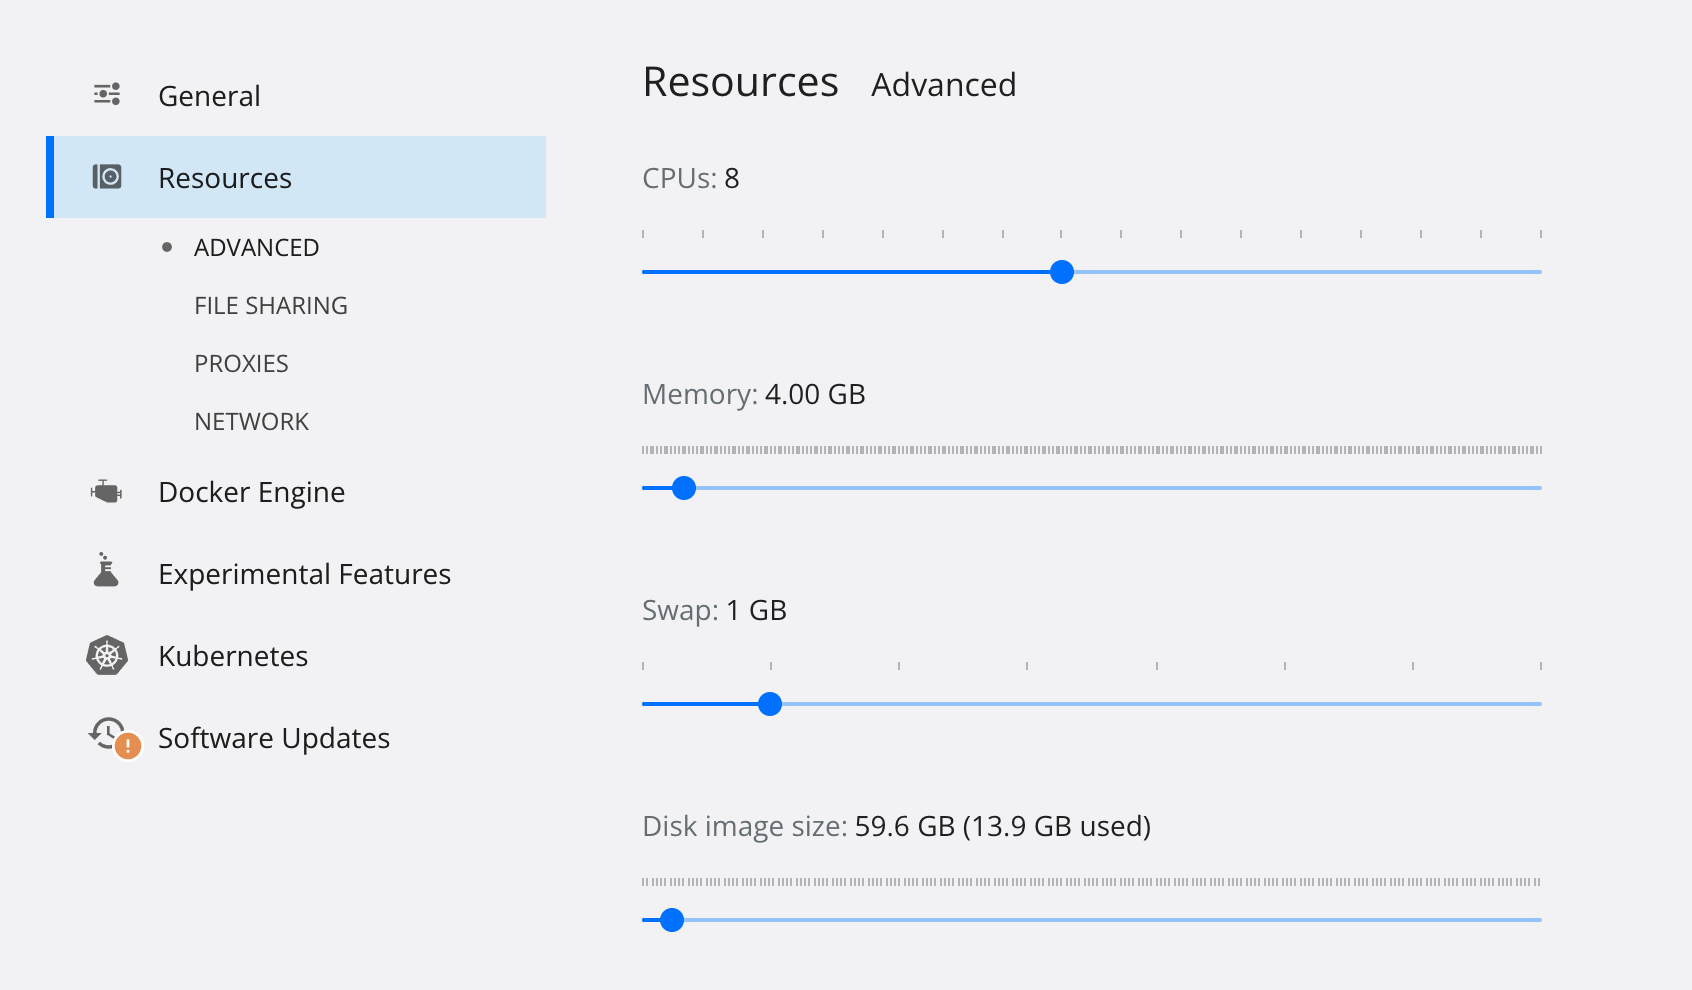 General
Resources
ADVANCED
FILE SHARING
PROXIES
NETWORK
Docker Engine
Experimental Features
Kubernetes
Software Updates
Resources Advanced
CPUs: 8
Memory: 4.00 GB
Swap: 1 GB
Disk image size: 59.6 GB (13.9 GB used)